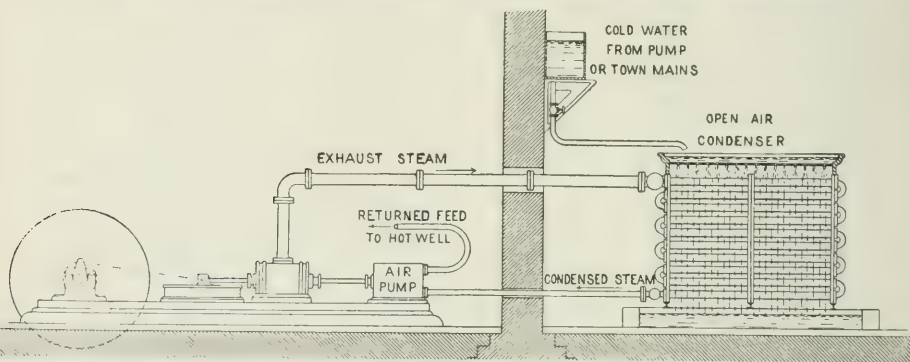 COLD WATER
FROM PUMP
OR TOWN MAINS
OPEN AIR
CONDENSER
EXHAUST STEAM
RETURNED FEED
TO HOT WELL
AIR
PUMP
CONDENSED STEAM